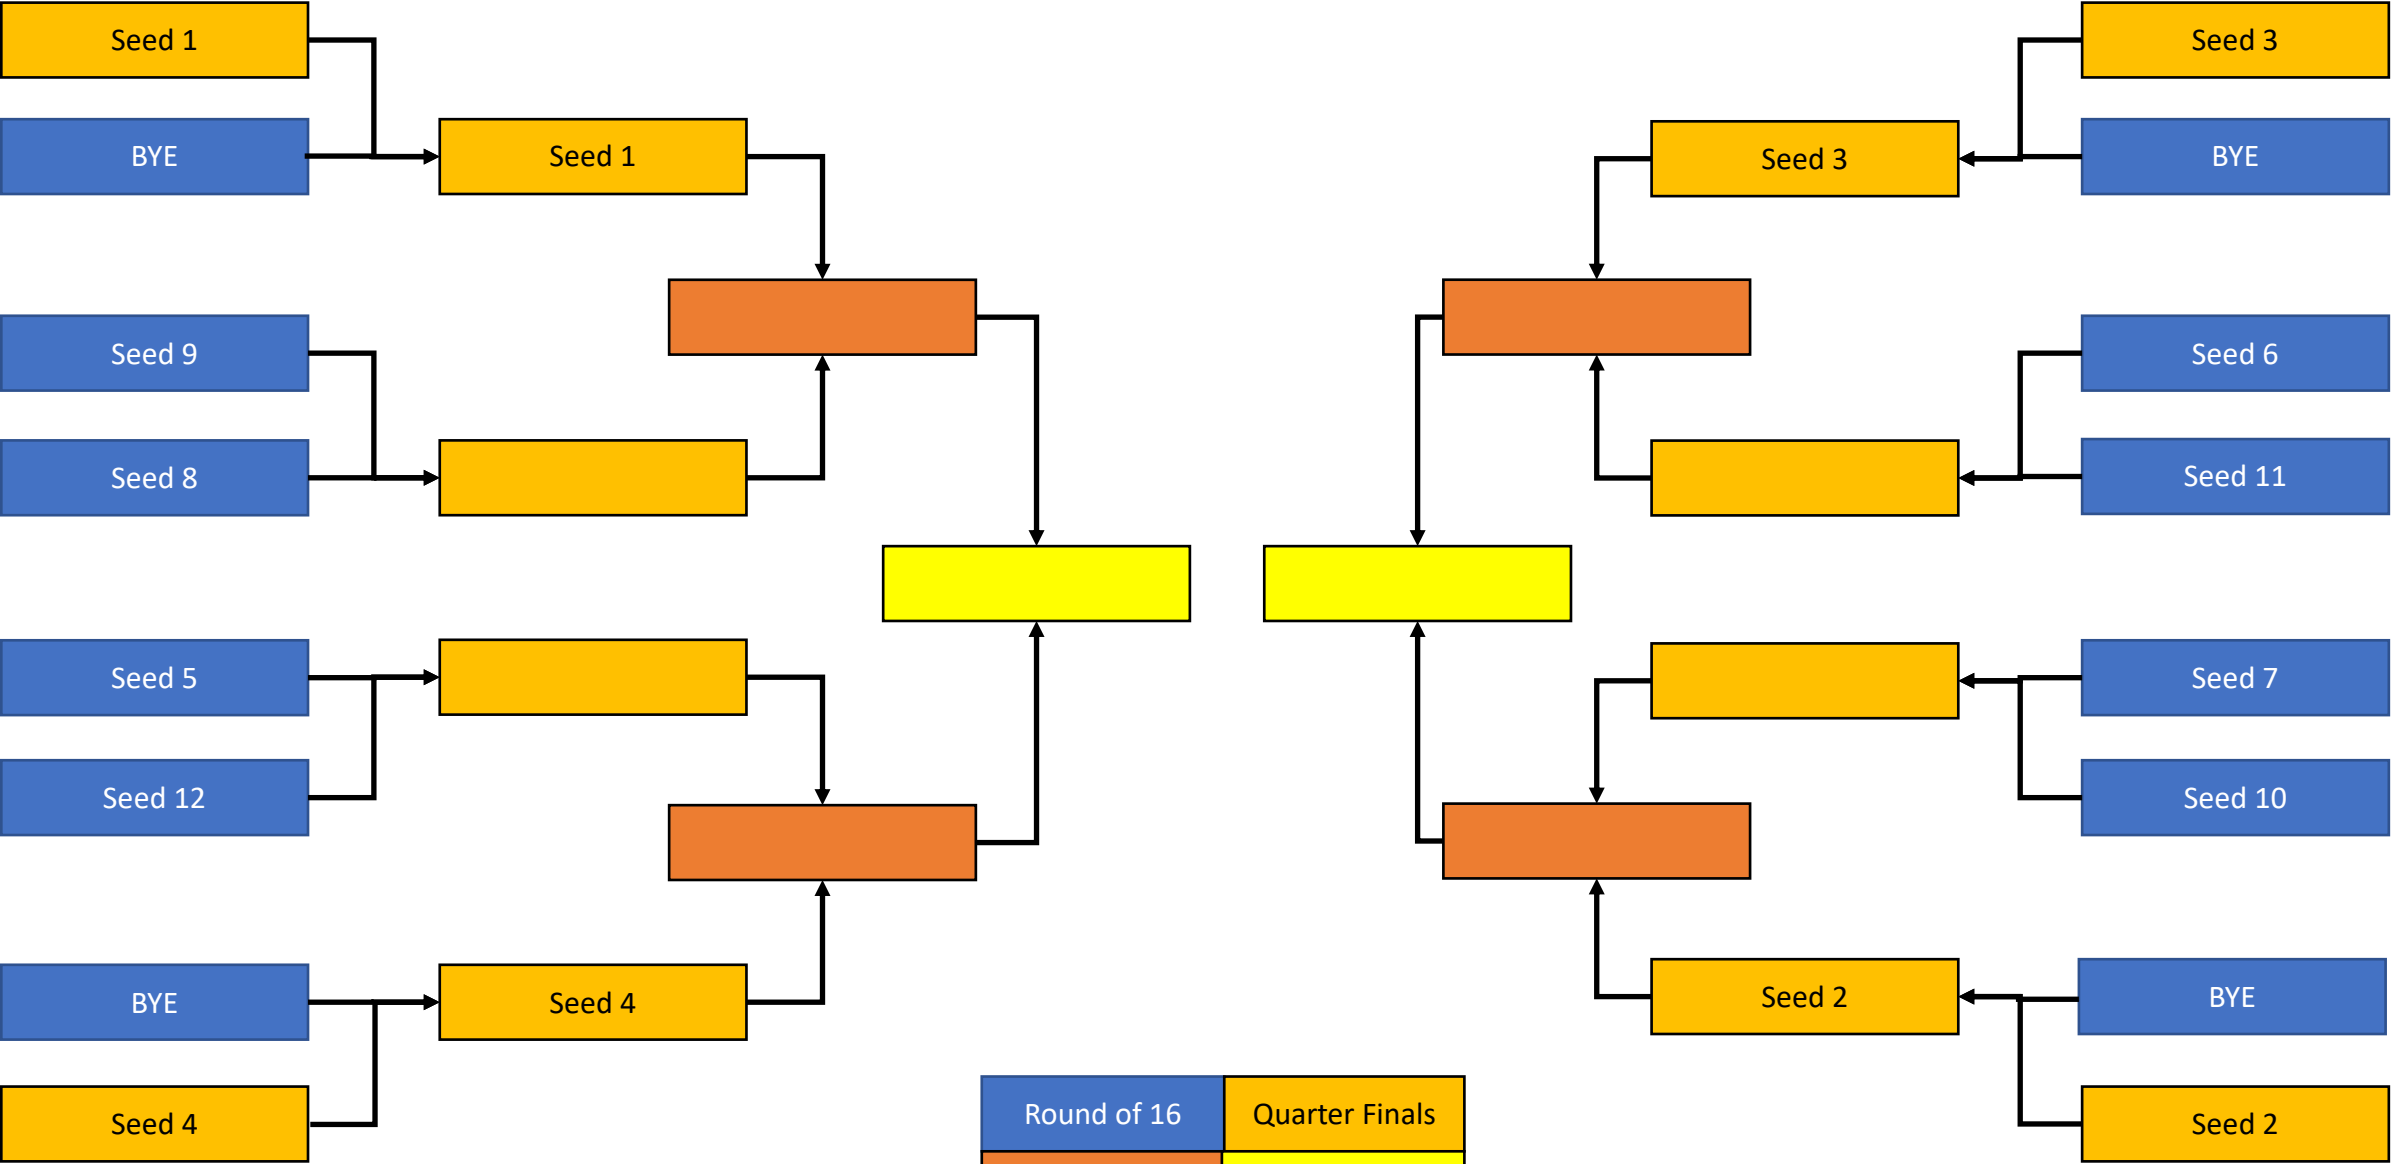 Seed 1
Seed 3
BYE
Seed 1
Seed 3
BYE
Seed 9
Seed 6
Seed 8
Seed 11
Seed 5
Seed 7
Seed 12
Seed 10
BYE
Seed 4
Seed 2
BYE
Seed 4
Round of 16
Quarter Finals
Seed 2